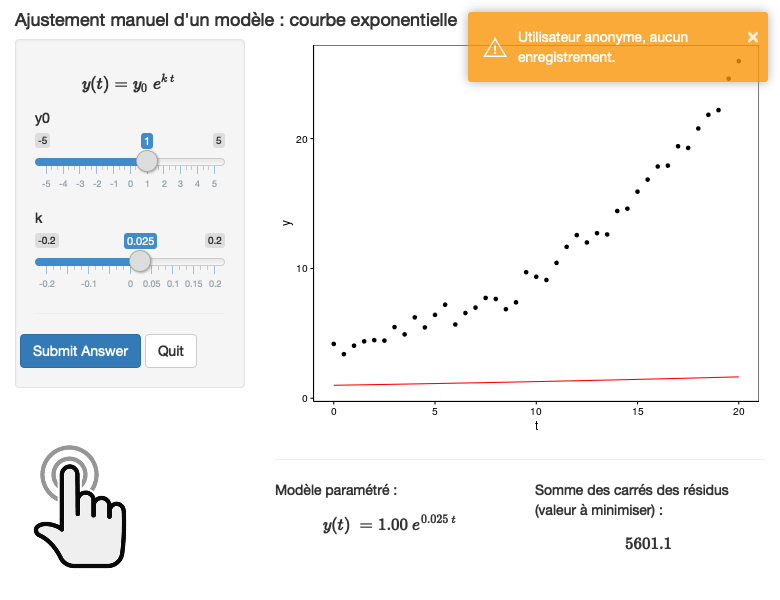 Ajustement manuel d'un modèle : courbe exponentielle
Utilisateur anonyme, aucun
enregistrement.
×
y(t) = y0 e^{k t}
y0
-5 1 5
-5 -4 -3 -2 -1 0 1 2 3 4 5
k
-0.2 0.025 0.2
-0.2 -0.1 0 0.05 0.1 0.15 0.2
Submit Answer Quit
y
20
10
0
0 5 10 15 20
t
Modèle paramétré :
y(t) = 1.00 e^{0.025 t}
Somme des carrés des résidus
(valeur à minimiser) :
5601.1